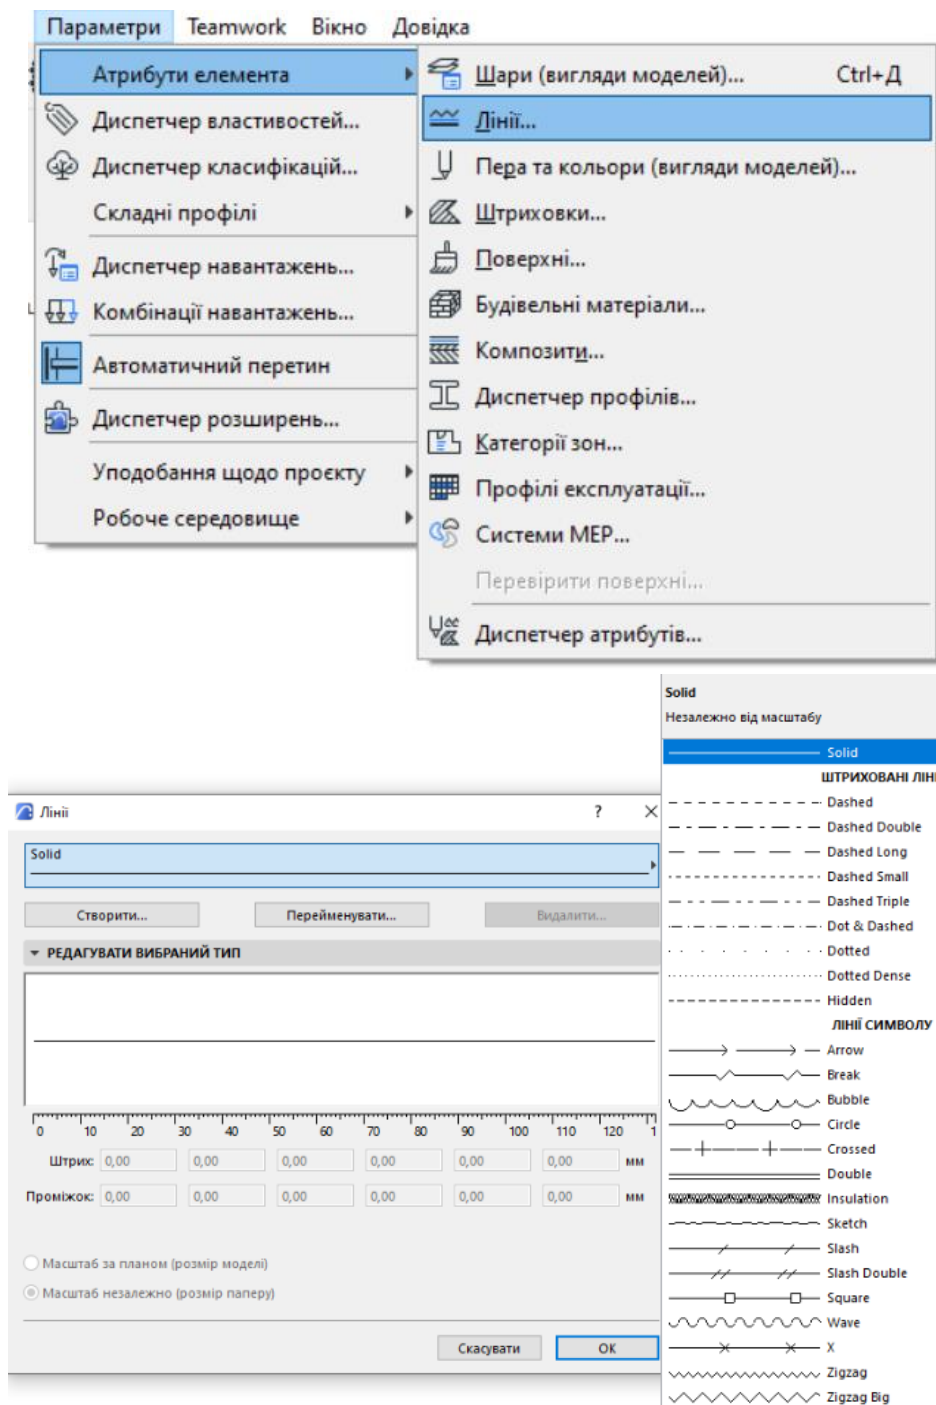 Параметри Teamwork Вікно Довідка
Атрибути елемента
Диспетчер властивостей...
Диспетчер класифікацій...
Складні профілі
Диспетчер навантажень...
Комбінації навантажень...
Автоматичний перетин
Диспетчер розширень...
Уподобання щодо проєкту
Робоче середовище
Шари (вигляди моделей)... Ctrl+Д
Лінії...
Пера та кольори (вигляди моделей)...
Штриховки...
Поверхні...
Будівельні матеріали...
Композити...
Диспетчер профілів...
Категорії зон...
Профілі експлуатації...
Системи МЕР...
Перевірити поверхні...
Диспетчер атрибутів...
Лінії ?
Solid
Створити... Перейменувати... Видалити...
РЕДАГУВАТИ ВИБРАНИЙ ТИП
0 10 20 30 40 50 60 70 80 90 100 110 120 1
Штрих: 0,00 0,00 0,00 0,00 0,00 0,00 мм
Проміжок: 0,00 0,00 0,00 0,00 0,00 0,00 мм
Масштаб за планом (розмір моделі)
Масштаб незалежно (розмір паперу)
Скасувати ОК
Solid
Незалежно від масштабу
Solid
ШТРИХОВАНІ ЛІНІ
Dashed
Dashed Double
Dashed Long
Dashed Small
Dashed Triple
Dot & Dashed
Dotted
Dotted Dense
Hidden
ЛІНІЇ СИМВОЛУ
Arrow
Break
Bubble
Circle
Crossed
Double
Insulation
Sketch
Slash
Slash Double
Square
Wave
X
Zigzag
Zigzag Big